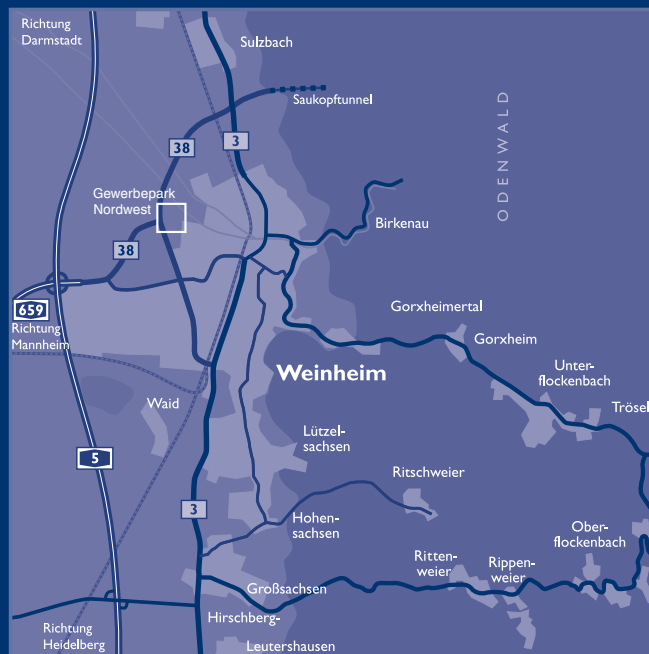 Richtung
Darmstadt
Sulzbach
Saukopftunnel
3
38
ODENWALD
Gewerbepark
Nordwest
Birkenau
38
659
Richtung
Mannheim
Gorxheimertal
Gorxheim
Unter-
flockenbach
Weinheim
Waid
Trösel
Lützel-
sachsen
5
Ritschweier
3
Hohen-
sachsen
Ober-
flockenbach
Ritten-
weier
Rippen-
weier
Großsachsen
Hirschberg-
Richtung
Heidelberg
Leutershausen